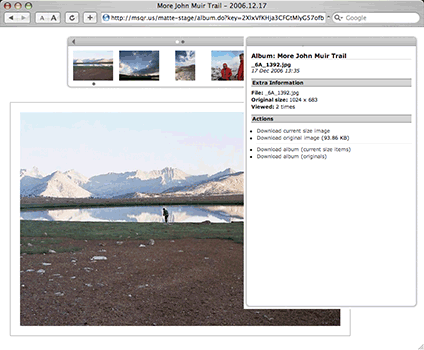 More John Muir Trail – 2006.12.17
http://msqr.us/matte-stage/album.do?key=2XlxVfKHja3CFGtMlyG57ofb
Google
Album: More John Muir Trail
_6A_1392.jpg
17 Dec 2006 13:35
Extra Information
File: _6A_1392.jpg
Original size: 1024 x 683
Viewed: 2 times
Actions
Download current size image
Download original image (93.86 KB)
Download album (current size items)
Download album (originals)